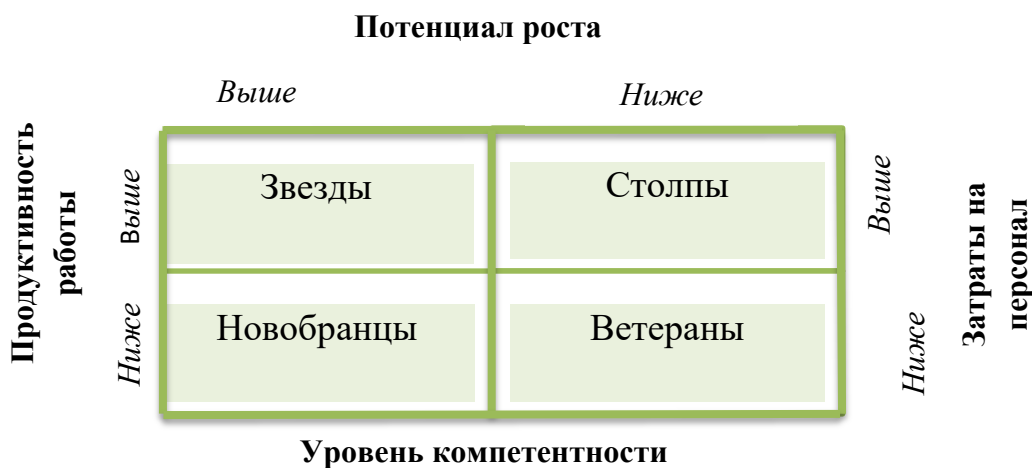 Потенциал роста
Выше
Ниже
Продуктивность
работы
Выше
Ниже
Звезды
Столпы
Новобранцы
Ветераны
Выше
Ниже
Затраты на
персонал
Уровень компетентности